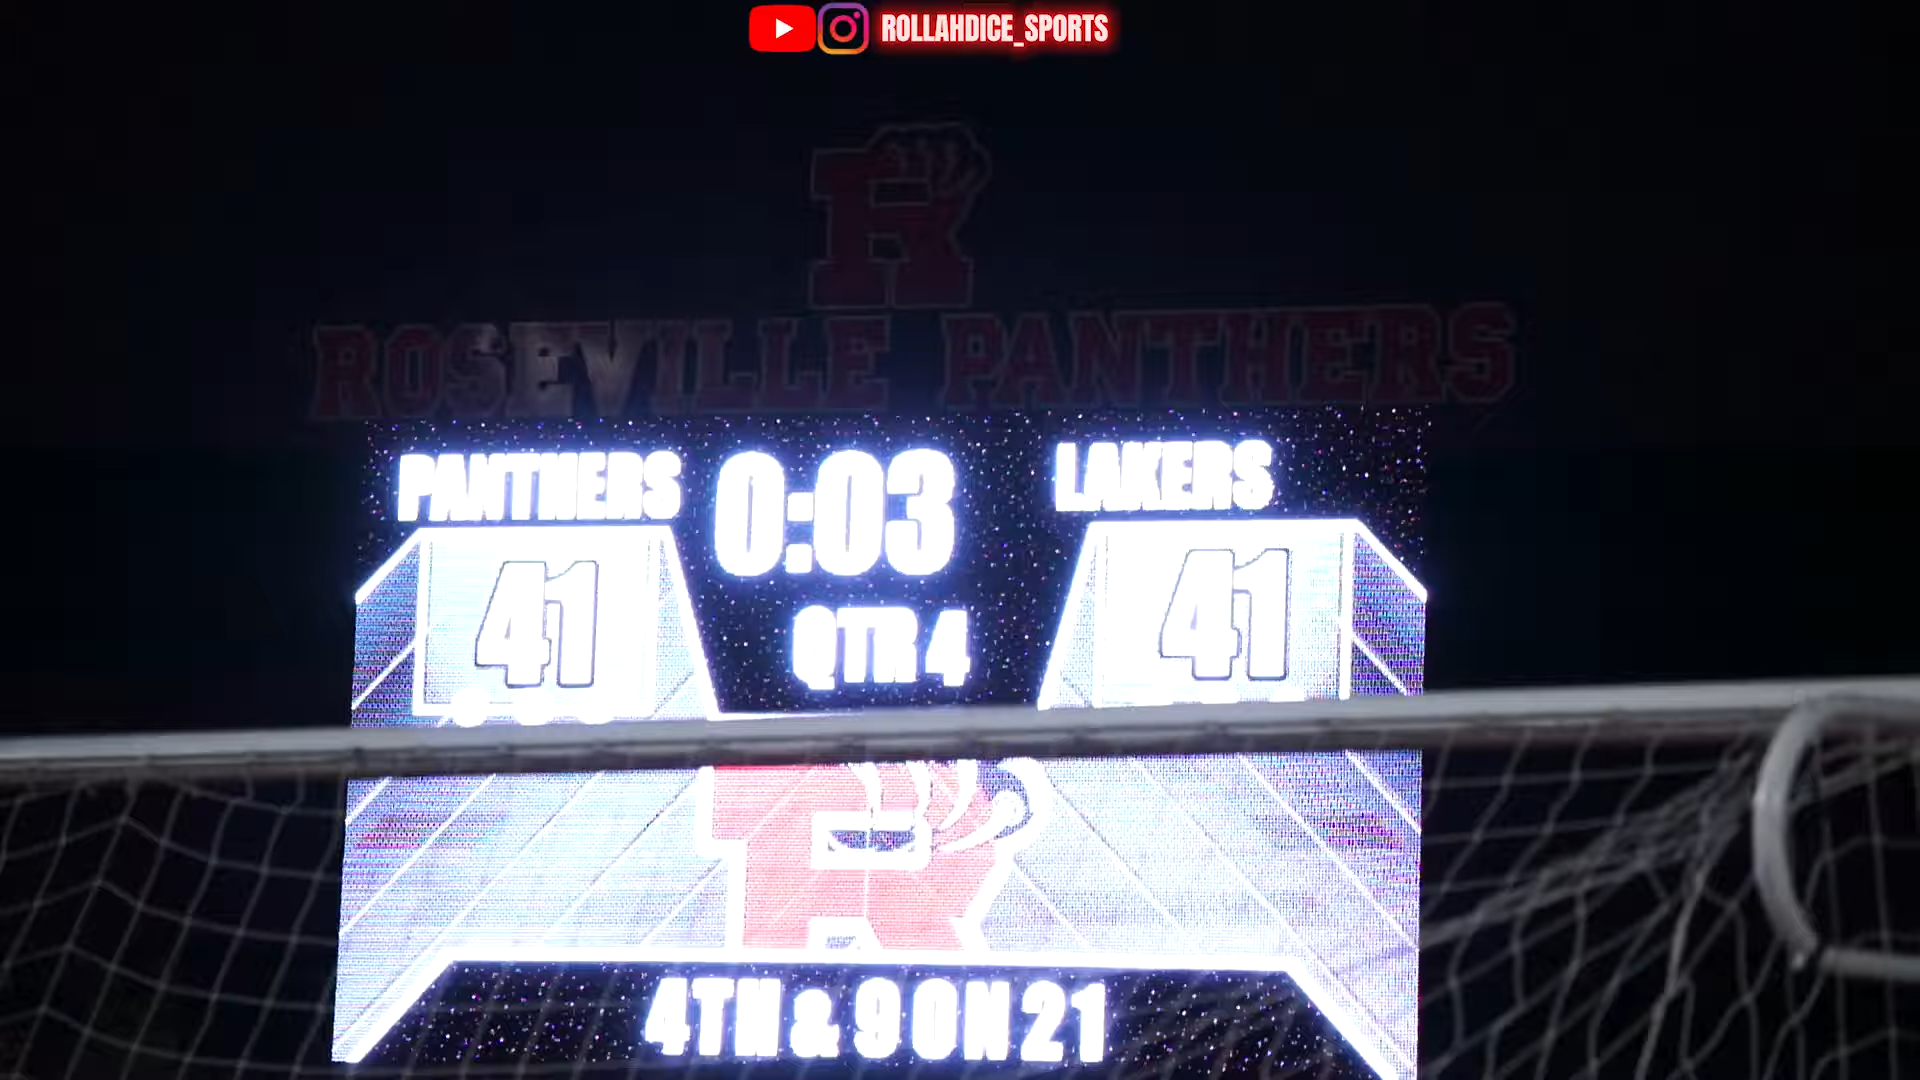 ROLLAHDICE_SPORTS
R
ROSEVILLE PANTHERS
PANTHERS 0:03 LAKERS
41 QTR 4 41
R
4TH & 9 ON 21